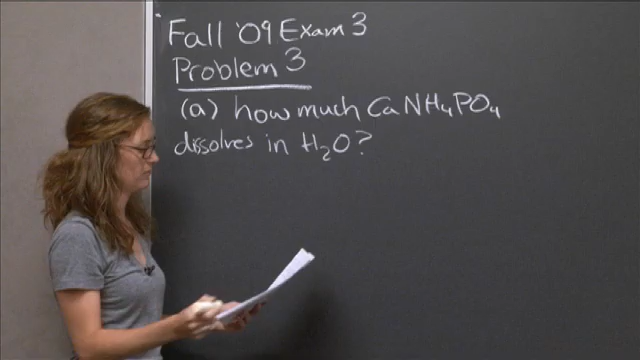 Fall '09 Exam 3
Problem 3
(a) how much CaNH₄PO₄
dissolves in H₂O?